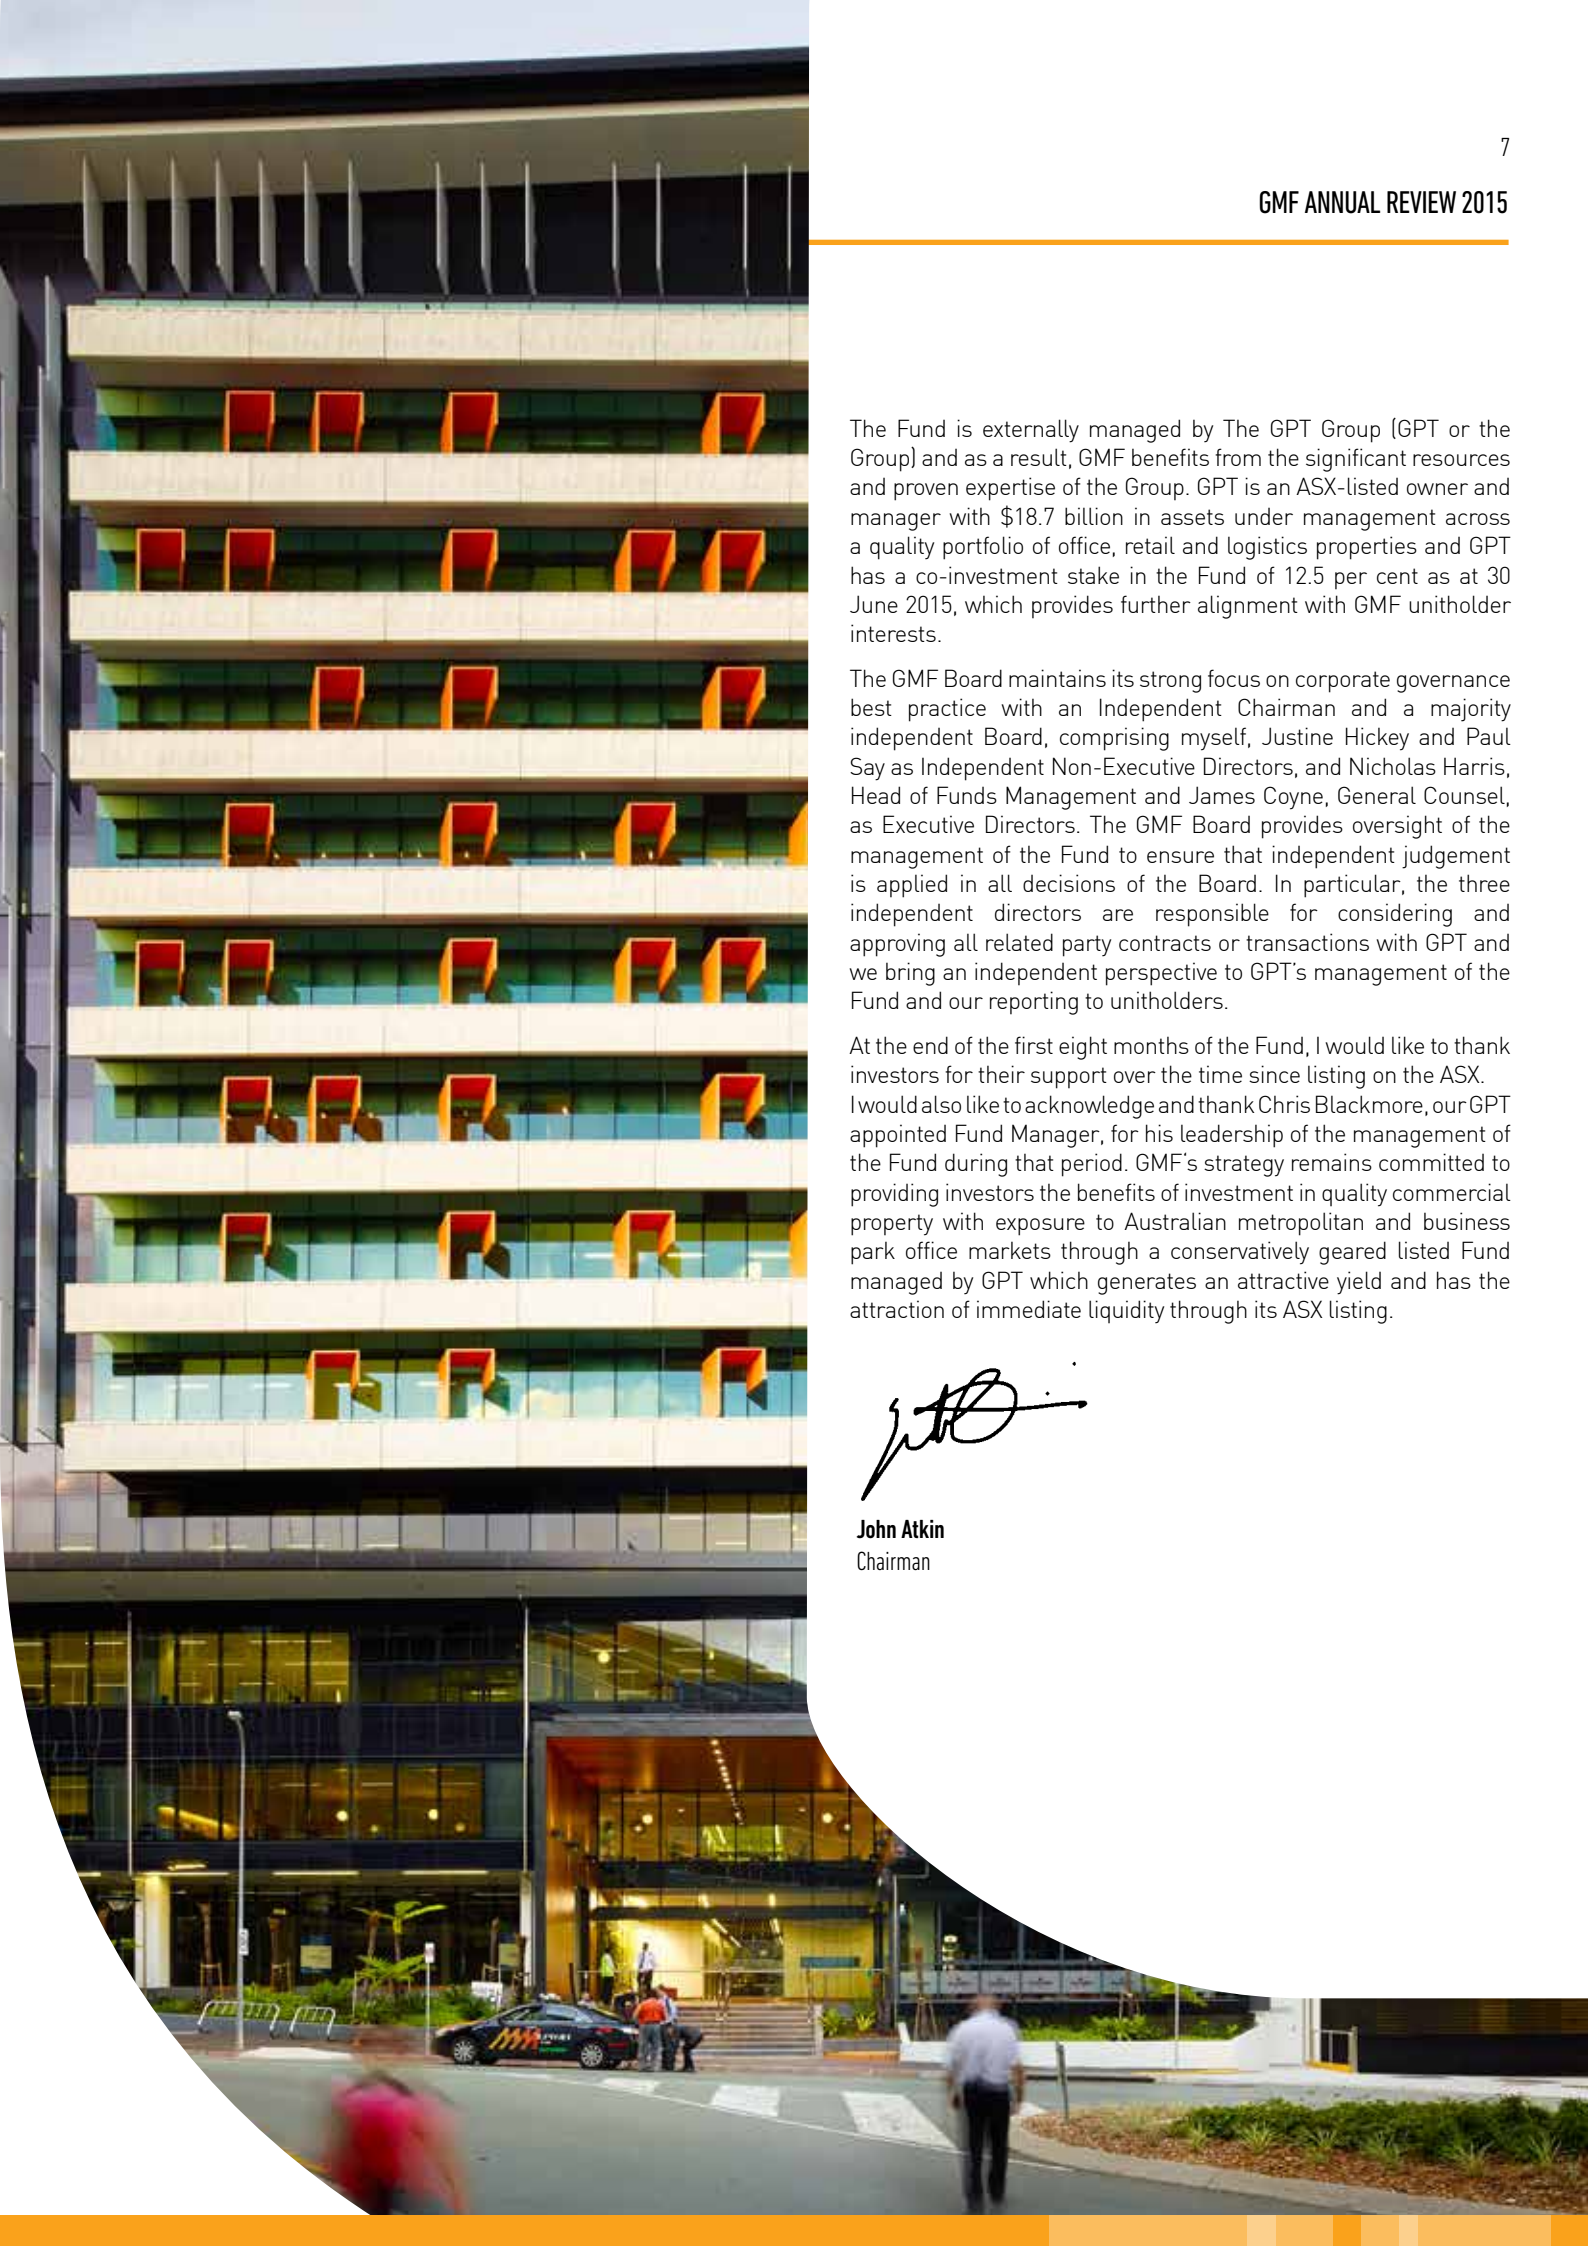 7
GMF ANNUAL REVIEW 2015
The Fund is externally managed by The GPT Group (GPT or the
Group) and as a result, GMF benefits from the significant resources
and proven expertise of the Group. GPT is an ASX-listed owner and
manager with $18.7 billion in assets under management across
a quality portfolio of office, retail and logistics properties and GPT
has a co-investment stake in the Fund of 12.5 per cent as at 30
June 2015, which provides further alignment with GMF unitholder
interests.
The GMF Board maintains its strong focus on corporate governance
best practice with an Independent Chairman and a majority
independent Board, comprising myself, Justine Hickey and Paul
Say as Independent Non-Executive Directors, and Nicholas Harris,
Head of Funds Management and James Coyne, General Counsel,
as Executive Directors. The GMF Board provides oversight of the
management of the Fund to ensure that independent judgement
is applied in all decisions of the Board. In particular, the three
independent directors are responsible for considering and
approving all related party contracts or transactions with GPT and
we bring an independent perspective to GPT's management of the
Fund and our reporting to unitholders.
At the end of the first eight months of the Fund, I would like to thank
investors for their support over the time since listing on the ASX.
I would also like to acknowledge and thank Chris Blackmore, our GPT
appointed Fund Manager, for his leadership of the management of
the Fund during that period. GMF's strategy remains committed to
providing investors the benefits of investment in quality commercial
property with exposure to Australian metropolitan and business
park office markets through a conservatively geared listed Fund
managed by GPT which generates an attractive yield and has the
attraction of immediate liquidity through its ASX listing.
John Atkin
Chairman